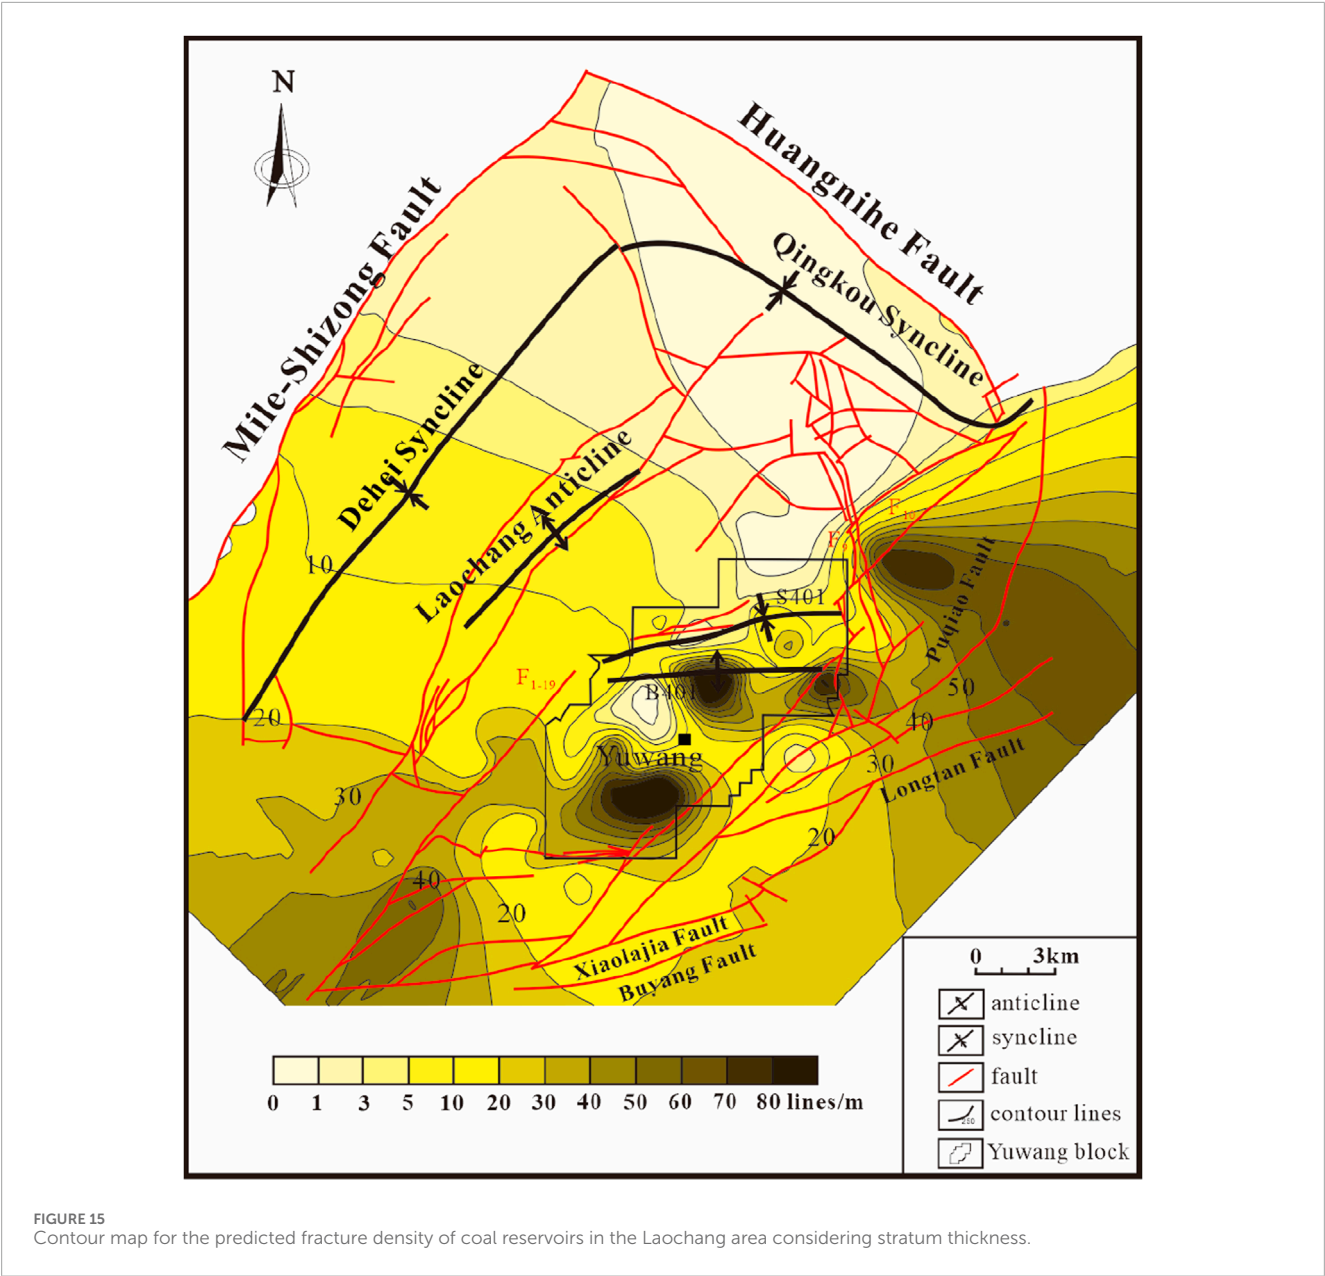 N
Huangnihe Fault
Mile-Shizong Fault
Qingkou Syncline
Dehei Syncline
Laochang Anticline
F10
10
S401
Puqiao Fault
F1-19
B401
50
20
40
Yuwang
30
Longtan Fault
30
20
40
20
Xiaolajia Fault
Buyang Fault
0 3km
anticline
syncline
fault
250
contour lines
Yuwang block
0 1 3 5 10 20 30 40 50 60 70 80 lines/m
FIGURE 15
Contour map for the predicted fracture density of coal reservoirs in the Laochang area considering stratum thickness.